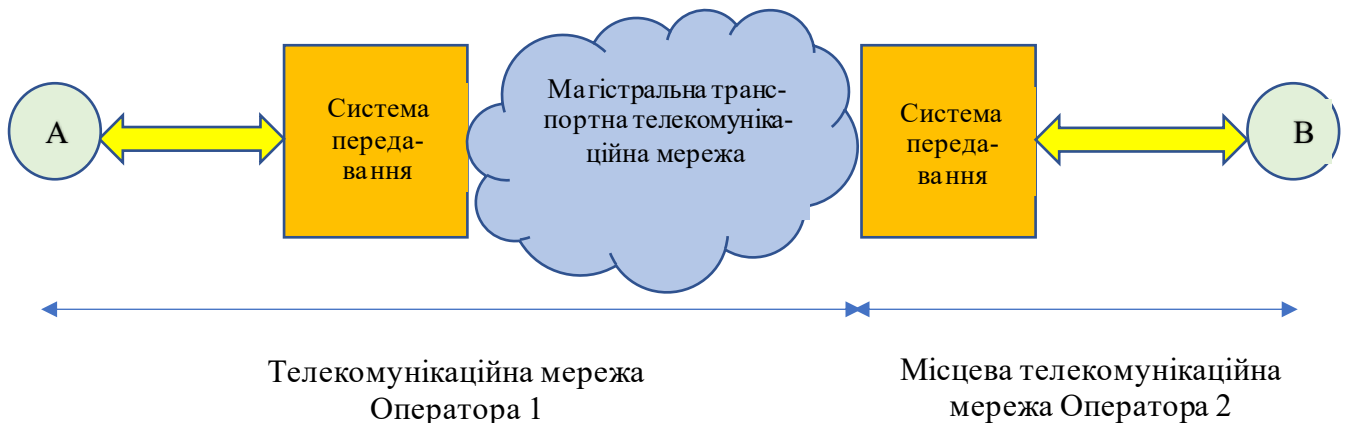 А
Система
переда-
вання
Магістральна транс-
портна телекомуніка-
ційна мережа
Система
переда-
вання
В
Телекомунікаційна мережа
Оператора 1
Місцева телекомунікаційна
мережа Оператора 2